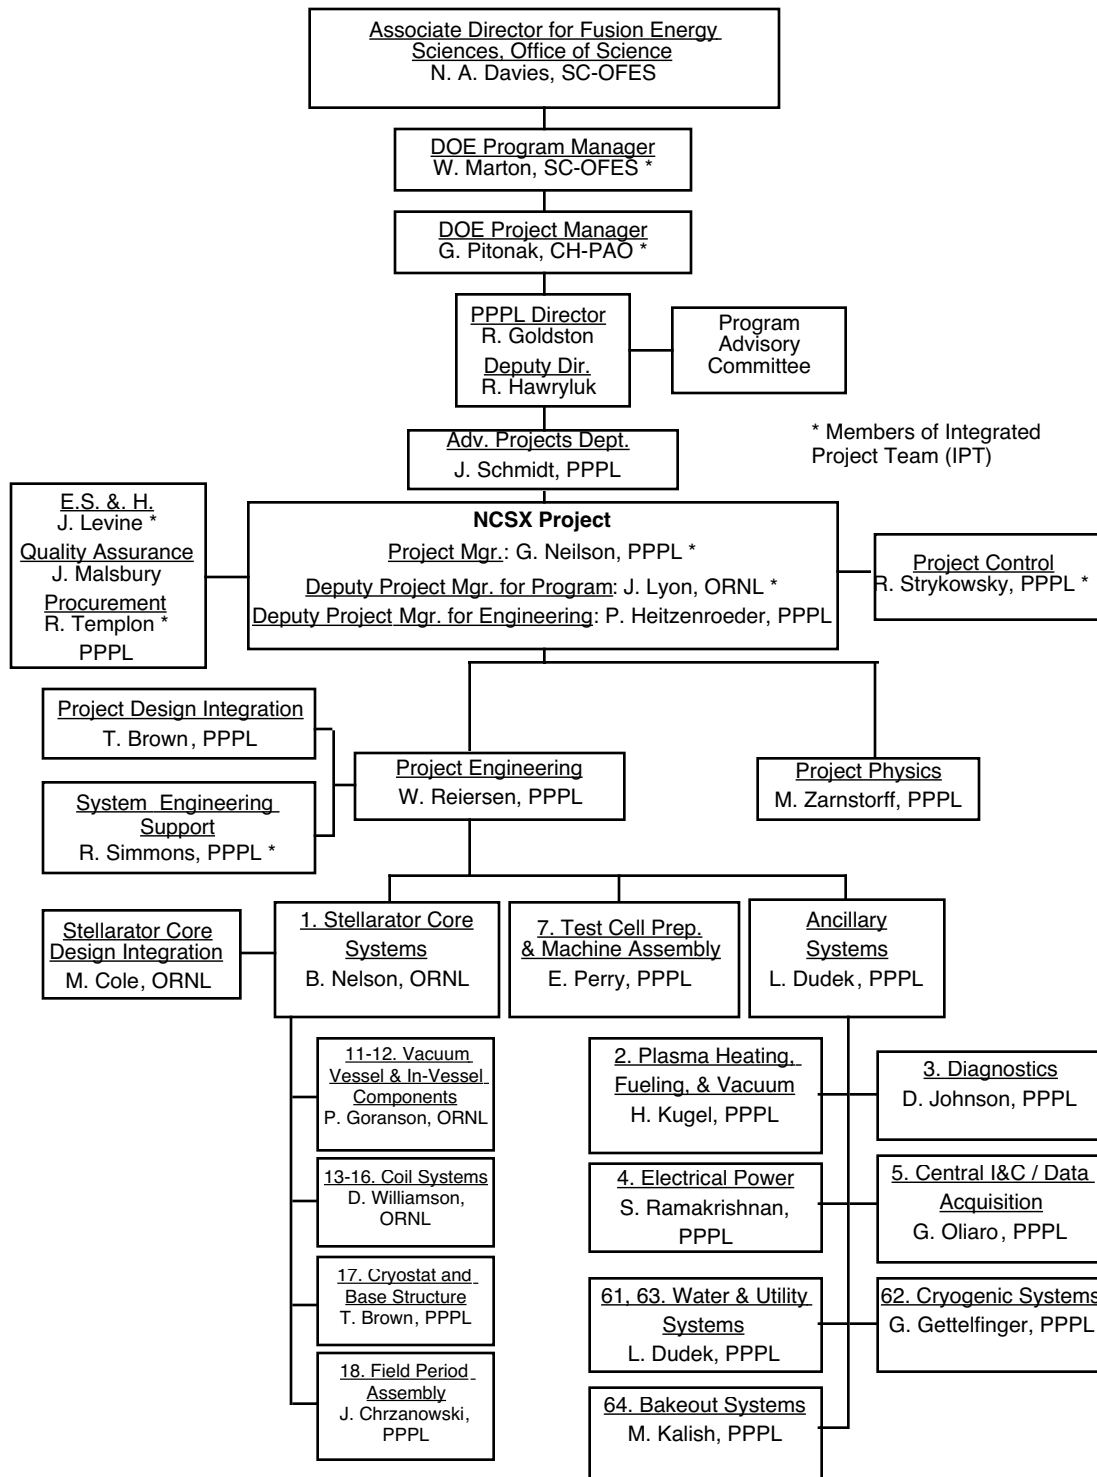 Associate Director for Fusion Energy
Sciences, Office of Science
N. A. Davies, SC-OFES
DOE Program Manager
W. Marton, SC-OFES *
DOE Project Manager
G. Pitonak, CH-PAO *
PPPL Director
R. Goldston
Deputy Dir.
R. Hawryluk
Program
Advisory
Committee
Adv. Projects Dept.
J. Schmidt, PPPL
* Members of Integrated
Project Team (IPT)
E.S. &. H.
J. Levine *
Quality Assurance
J. Malsbury
Procurement
R. Templon *
PPPL
NCSX Project
Project Mgr.: G. Neilson, PPPL *
Deputy Project Mgr. for Program: J. Lyon, ORNL *
Deputy Project Mgr. for Engineering: P. Heitzenroeder, PPPL
Project Control
R. Strykowsky, PPPL *
Project Design Integration
T. Brown, PPPL
System Engineering
Support
R. Simmons, PPPL *
Project Engineering
W. Reiersen, PPPL
Project Physics
M. Zarnstorff, PPPL
Stellarator Core
Design Integration
M. Cole, ORNL
1. Stellarator Core
Systems
B. Nelson, ORNL
7. Test Cell Prep.
& Machine Assembly
E. Perry, PPPL
Ancillary
Systems
L. Dudek, PPPL
11-12. Vacuum
Vessel & In-Vessel
Components
P. Goranson, ORNL
13-16. Coil Systems
D. Williamson,
ORNL
17. Cryostat and
Base Structure
T. Brown, PPPL
18. Field Period
Assembly
J. Chrzanowski,
PPPL
2. Plasma Heating,
Fueling, & Vacuum
H. Kugel, PPPL
3. Diagnostics
D. Johnson, PPPL
4. Electrical Power
S. Ramakrishnan,
PPPL
5. Central I&C / Data
Acquisition
G. Oliaro, PPPL
61, 63. Water & Utility
Systems
L. Dudek, PPPL
62. Cryogenic Systems
G. Gettelfinger, PPPL
64. Bakeout Systems
M. Kalish, PPPL